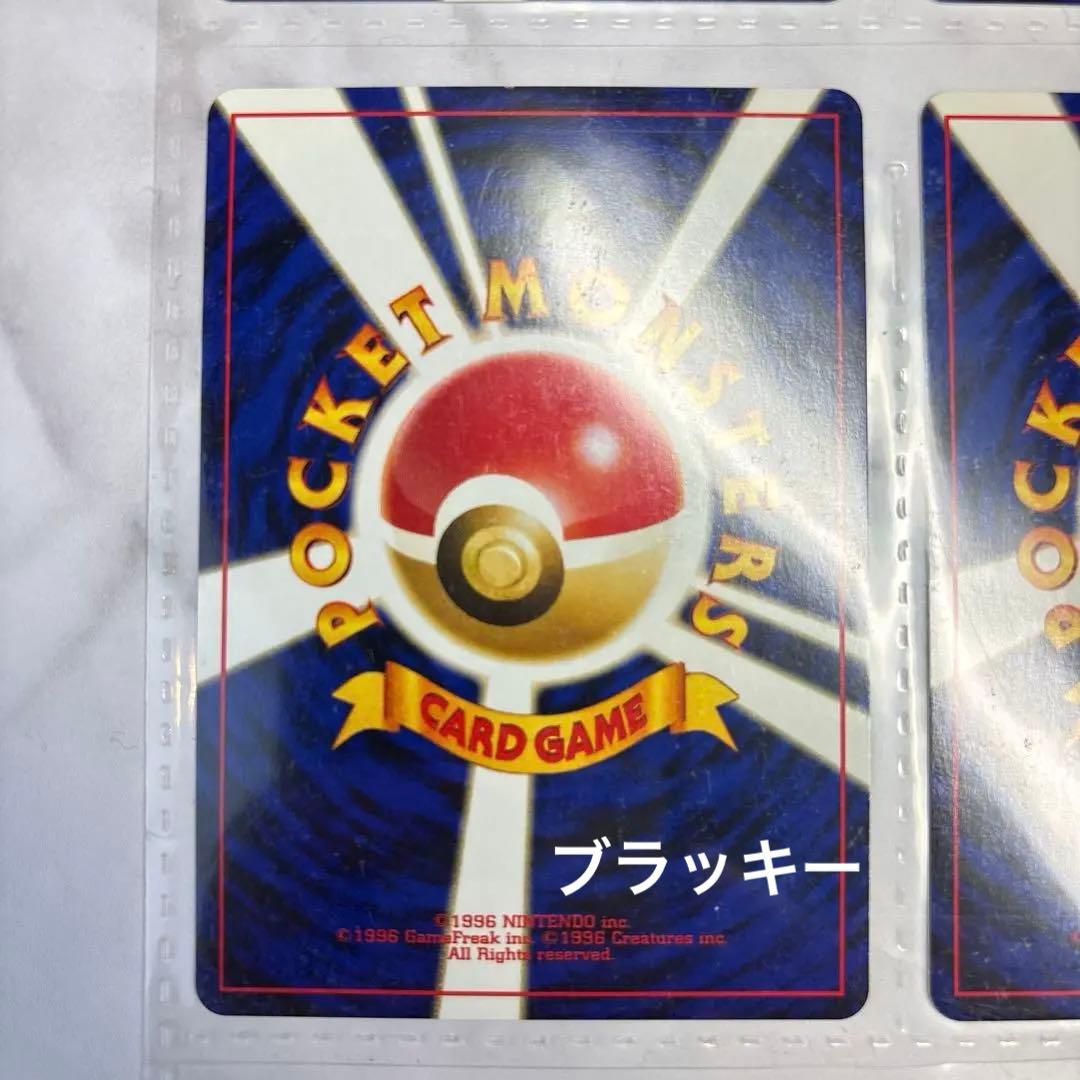 POCKET MONSTERS
CARD GAME
ブラッキー
©1996 NINTENDO inc.
©1996 GameFreak inc. ©1996 Creatures inc.
All Rights reserved.
POCK